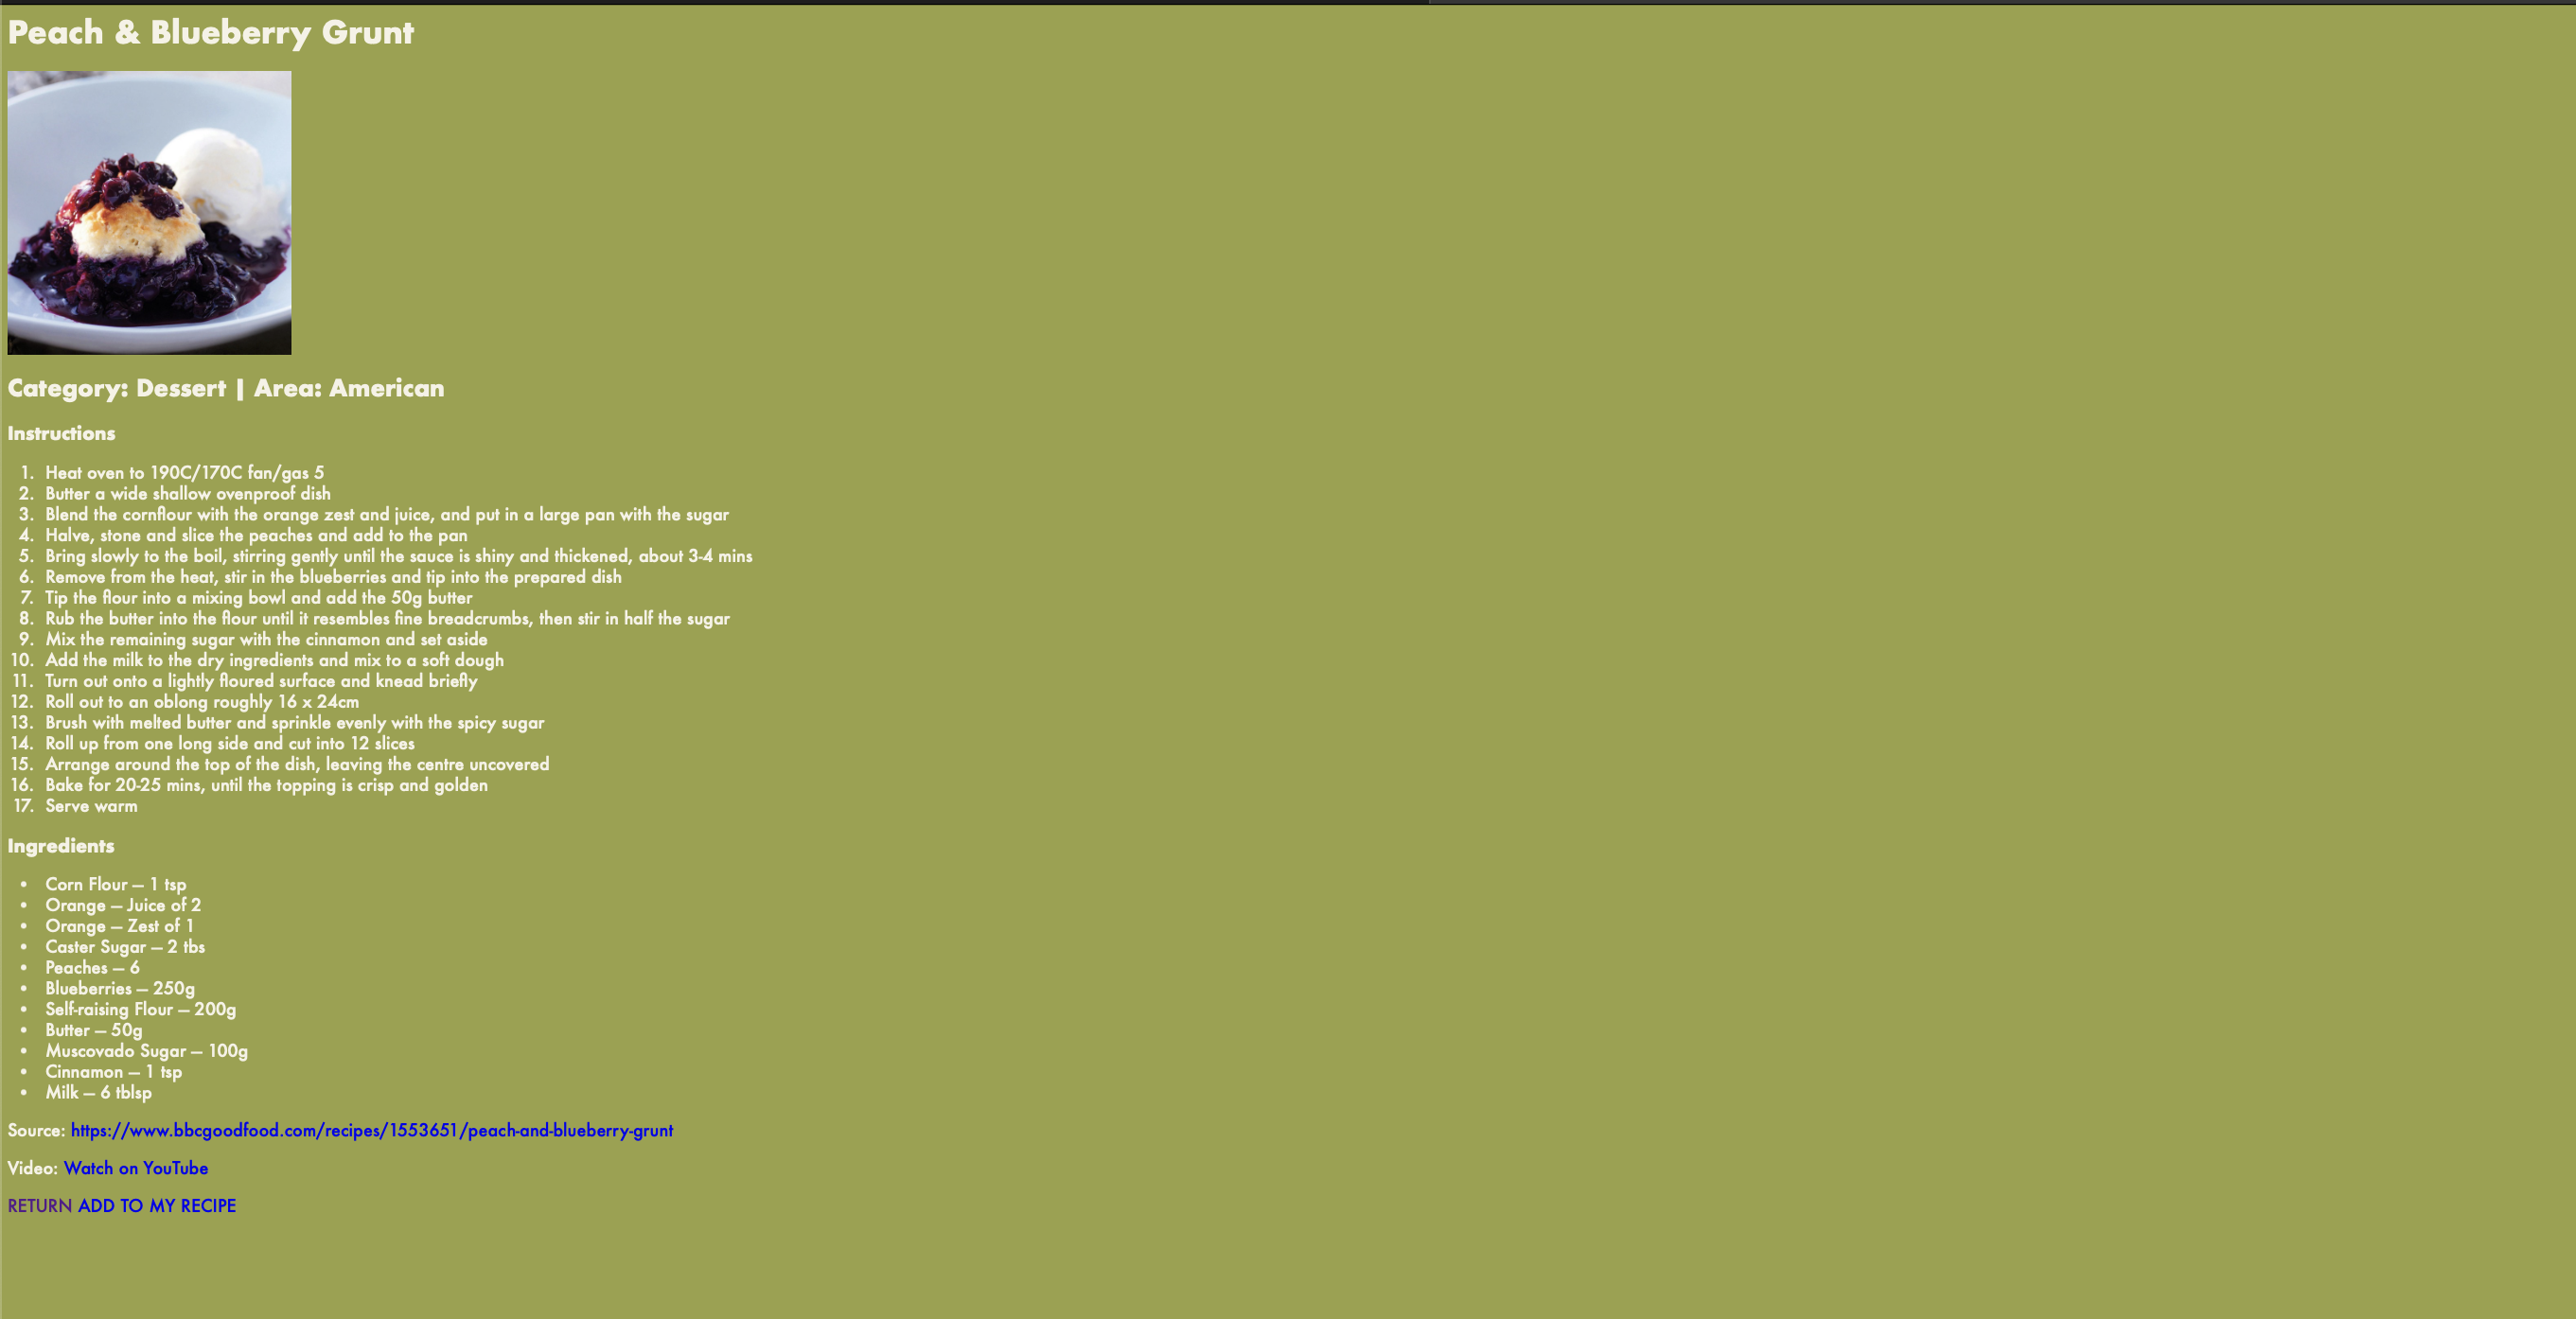 Peach & Blueberry Grunt
Category: Dessert | Area: American
Instructions
1. Heat oven to 190C/170C fan/gas 5
2. Butter a wide shallow ovenproof dish
3. Blend the cornflour with the orange zest and juice, and put in a large pan with the sugar
4. Halve, stone and slice the peaches and add to the pan
5. Bring slowly to the boil, stirring gently until the sauce is shiny and thickened, about 3-4 mins
6. Remove from the heat, stir in the blueberries and tip into the prepared dish
7. Tip the flour into a mixing bowl and add the 50g butter
8. Rub the butter into the flour until it resembles fine breadcrumbs, then stir in half the sugar
9. Mix the remaining sugar with the cinnamon and set aside
10. Add the milk to the dry ingredients and mix to a soft dough
11. Turn out onto a lightly floured surface and knead briefly
12. Roll out to an oblong roughly 16 x 24cm
13. Brush with melted butter and sprinkle evenly with the spicy sugar
14. Roll up from one long side and cut into 12 slices
15. Arrange around the top of the dish, leaving the centre uncovered
16. Bake for 20-25 mins, until the topping is crisp and golden
17. Serve warm
Ingredients
• Corn Flour — 1 tsp
• Orange — Juice of 2
• Orange — Zest of 1
• Caster Sugar — 2 tbs
• Peaches — 6
• Blueberries — 250g
• Self-raising Flour — 200g
• Butter — 50g
• Muscovado Sugar — 100g
• Cinnamon — 1 tsp
• Milk — 6 tblsp
Source: https://www.bbcgoodfood.com/recipes/1553651/peach-and-blueberry-grunt
Video: Watch on YouTube
RETURN ADD TO MY RECIPE